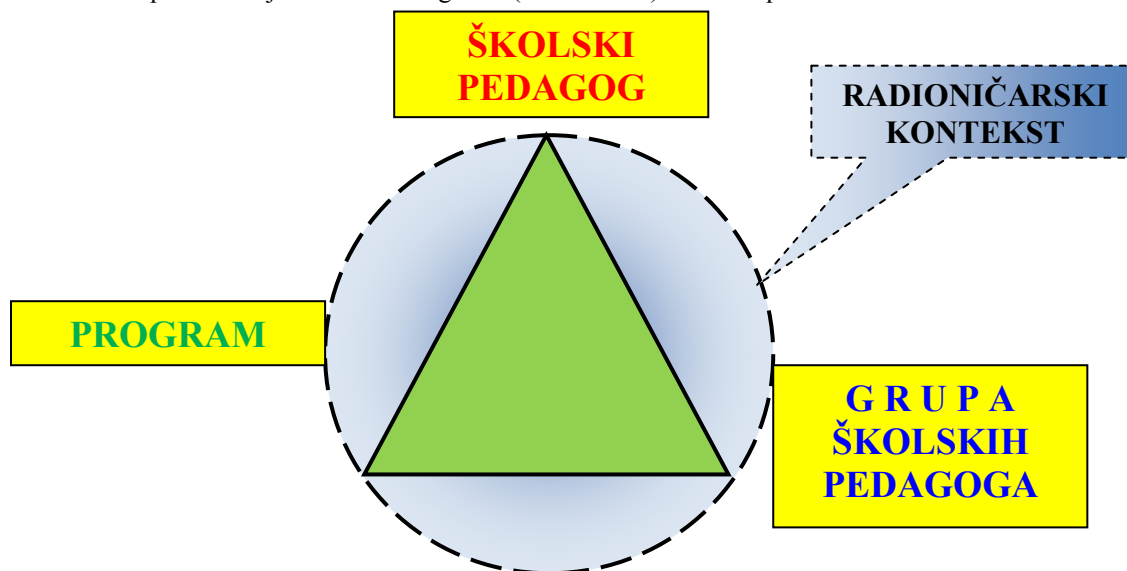 ŠKOLSKI
PEDAGOG
RADIONIČARSKI
KONTEKST
PROGRAM
G R U P A
ŠKOLSKIH
PEDAGOGA